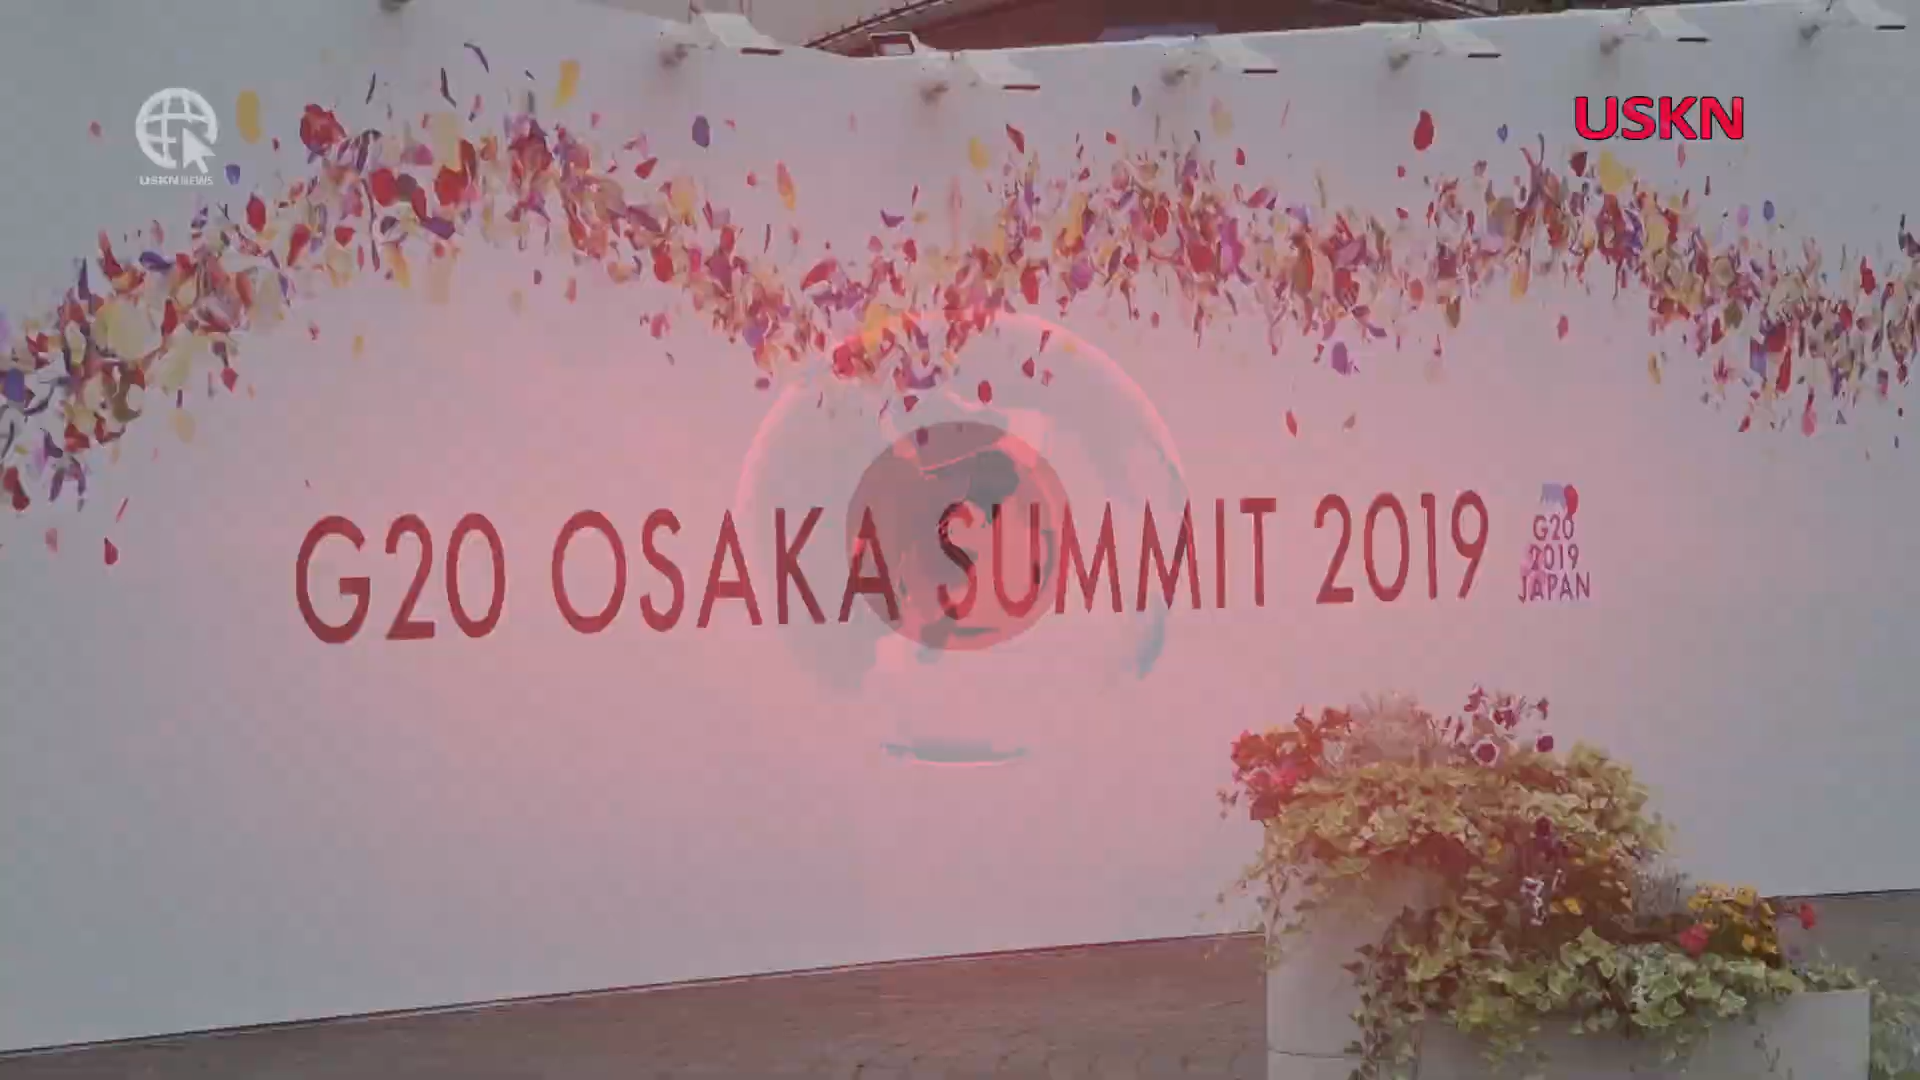 USKN
USKN NEWS
G20 OSAKA SUMMIT 2019
G20
2019
JAPAN